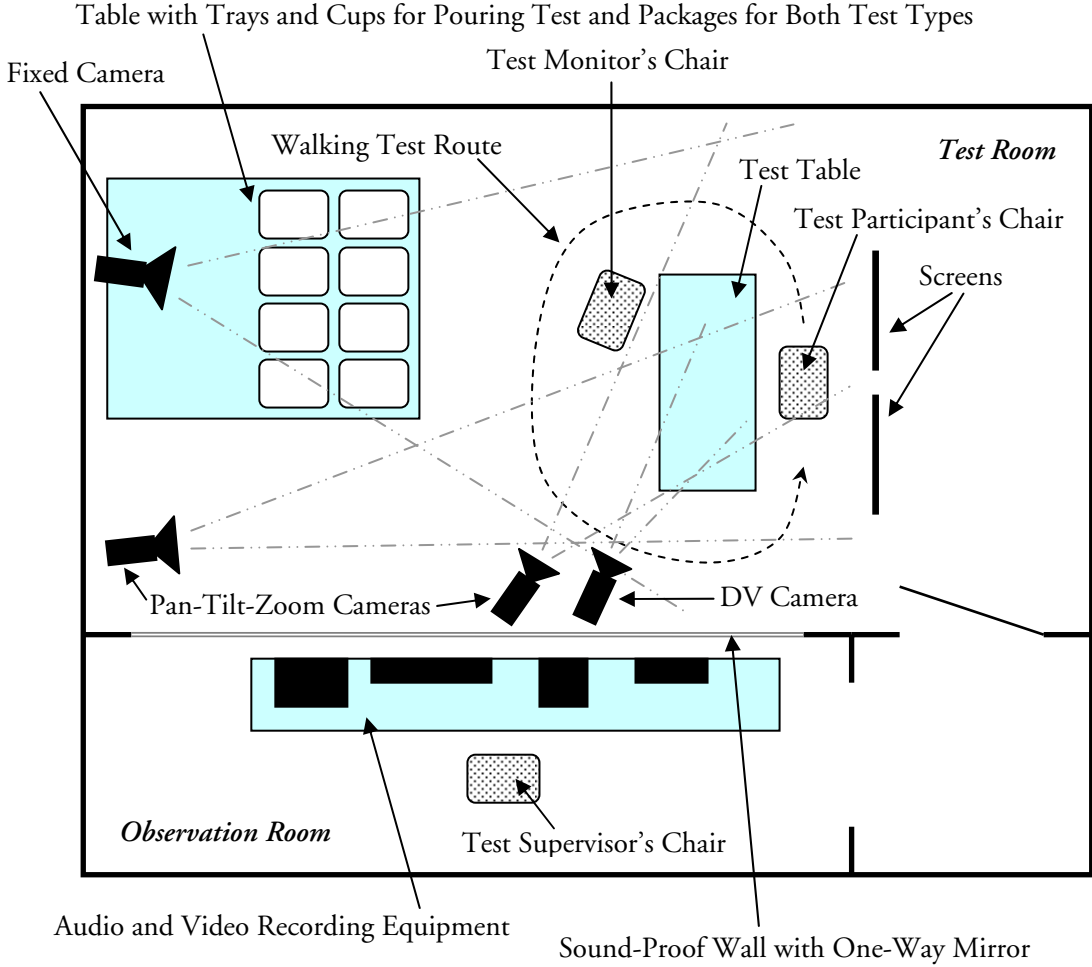 Table with Trays and Cups for Pouring Test and Packages for Both Test Types
Test Monitor’s Chair
Fixed Camera
Walking Test Route
Test Room
Test Table
Test Participant’s Chair
Screens
Pan-Tilt-Zoom Cameras
DV Camera
Observation Room
Test Supervisor’s Chair
Audio and Video Recording Equipment
Sound-Proof Wall with One-Way Mirror